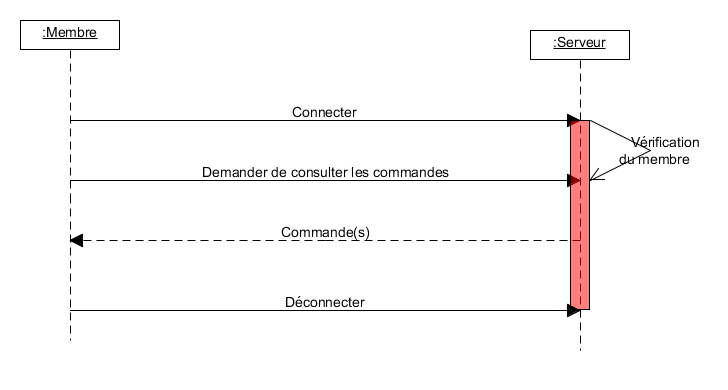 :Membre
:Serveur
Connecter
Vérification
du membre
Demander de consulter les commandes
Commande(s)
Déconnecter